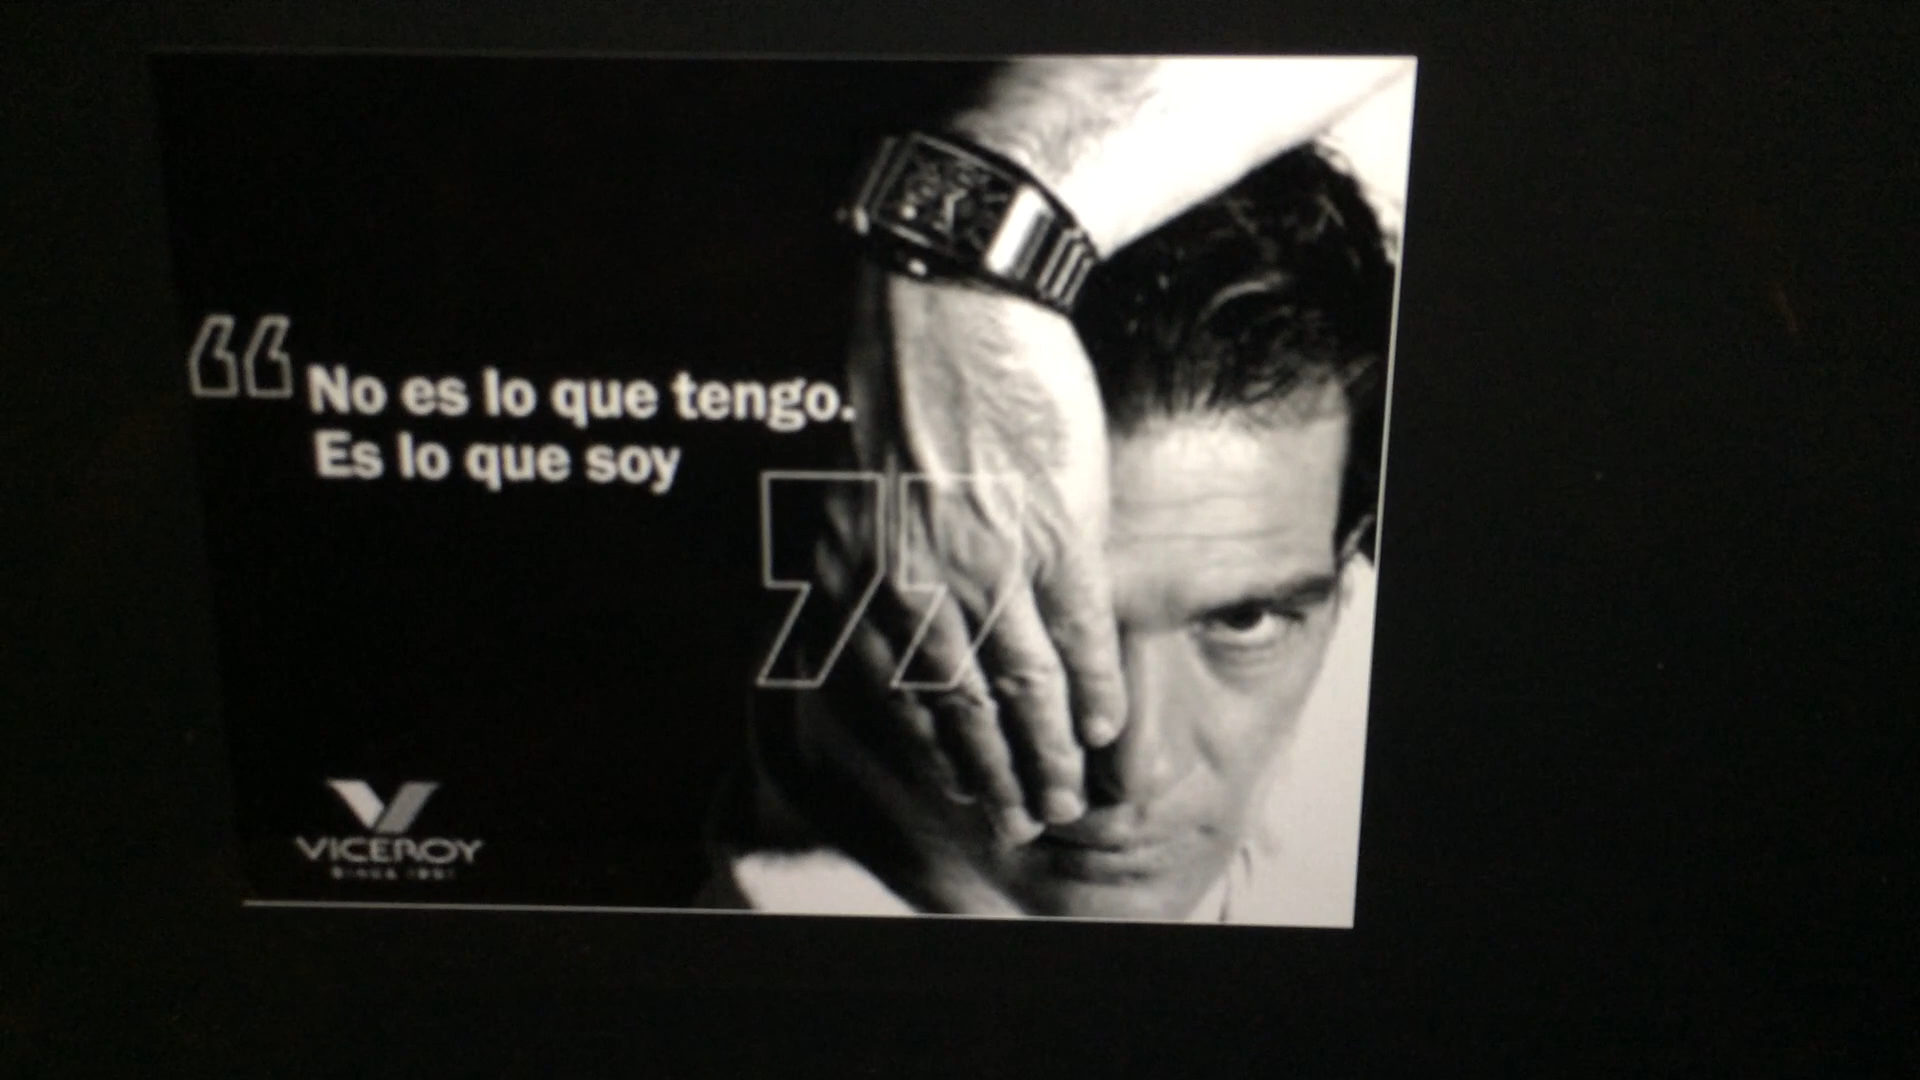 “No es lo que tengo.
Es lo que soy”
VICEROY